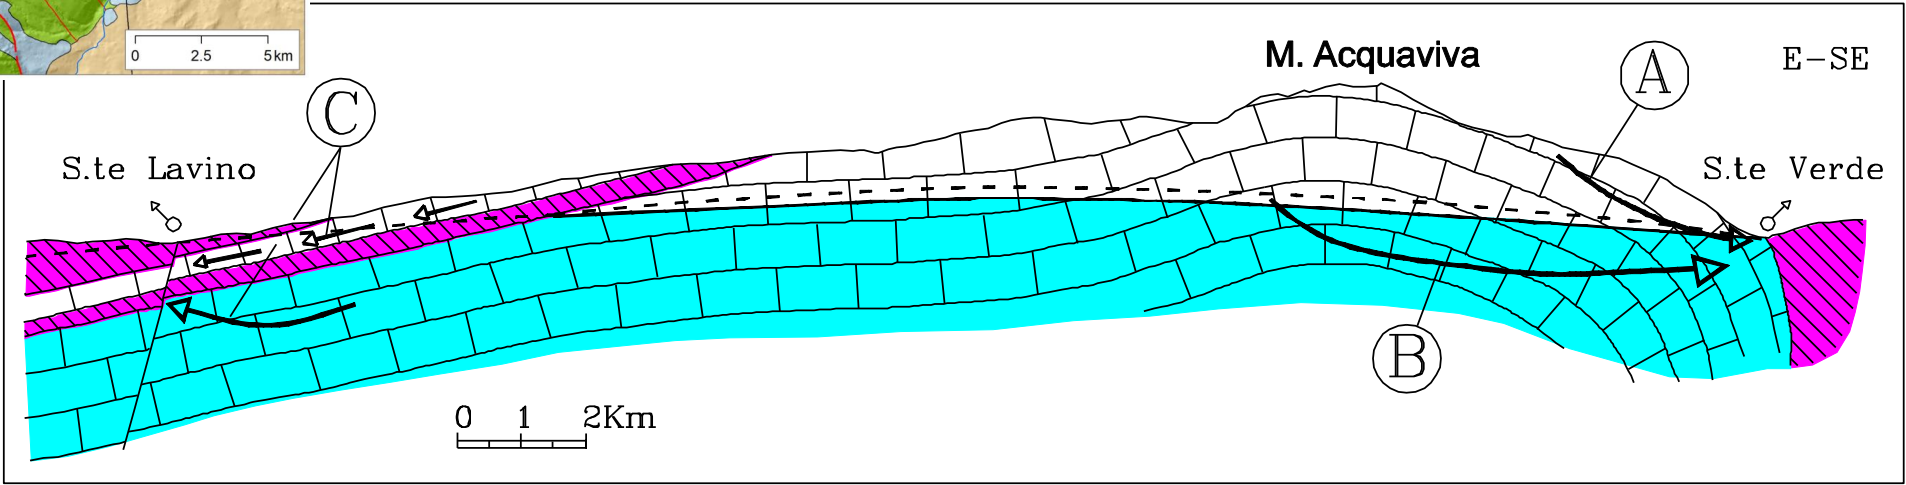 0 2.5 5 km
M. Acquaviva
A
E-SE
C
S.te Lavino
S.te Verde
B
0 1 2Km